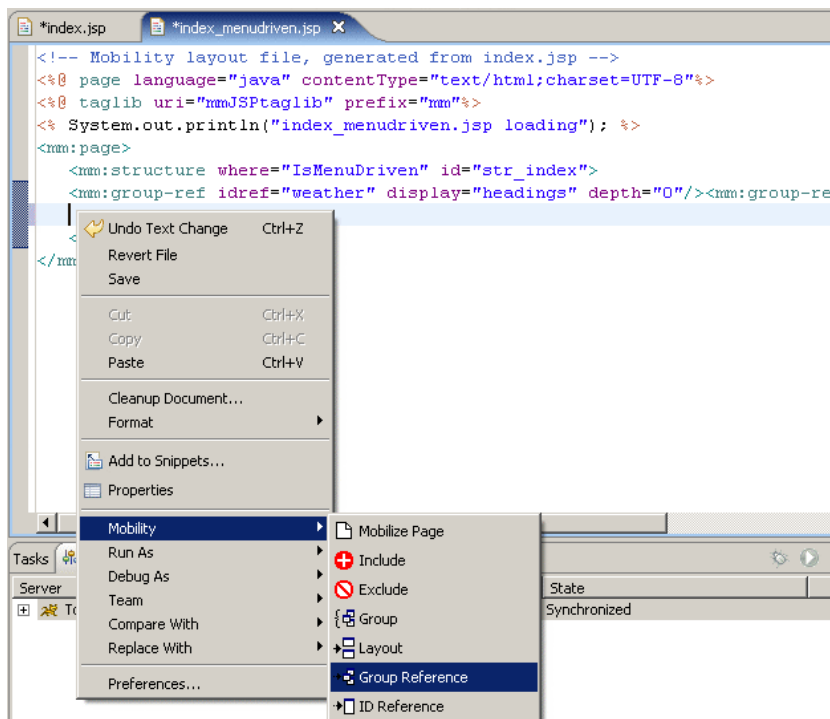 *index.jsp
*index_menudriven.jsp
<!-- Mobility layout file, generated from index.jsp -->
<%@ page language="java" contentType="text/html;charset=UTF-8"%>
<%@ taglib uri="mmJSPtaglib" prefix="mm"%>
<% System.out.println("index_menudriven.jsp loading"); %>
<mm:page>
<mm:structure where="IsMenuDriven" id="str_index">
<mm:group-ref idref="weather" display="headings" depth="0"/><mm:group-re
<
</mm
Undo Text Change Ctrl+Z
Revert File
Save
Cut Ctrl+X
Copy Ctrl+C
Paste Ctrl+V
Cleanup Document...
Format
Add to Snippets...
Properties
Mobility
Run As
Debug As
Team
Compare With
Replace With
Preferences...
Mobilize Page
Include
Exclude
Group
Layout
Group Reference
ID Reference
Tasks
Server State
To Synchronized